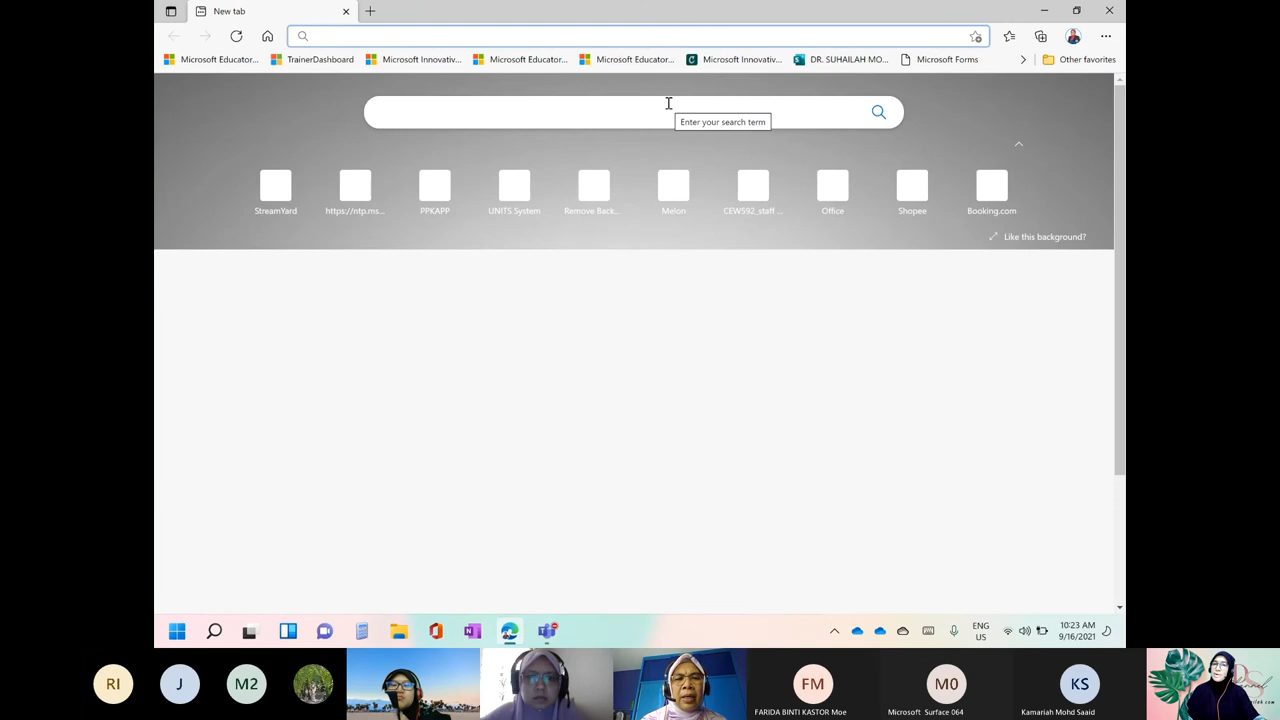 New tab
Microsoft Educator...
TrainerDashboard
Microsoft Innovativ...
Microsoft Educator...
Microsoft Educator...
Microsoft Innovativ...
DR. SUHAILAH MO...
Microsoft Forms
Other favorites
Enter your search term
StreamYard
https://ntp.ms...
PPKAPP
UNITS System
Remove Back...
Melon
CEW592_staff ...
Office
Shopee
Booking.com
Like this background?
ENG
US
10:23 AM
9/16/2021
RI
J
M2
FM
FARIDA BINTI KASTOR Moe
M0
Microsoft Surface 064
KS
Kamariah Mohd Saaid